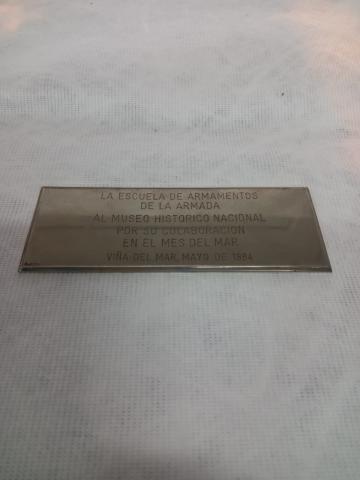 LA ESCUELA DE ARMAMENTOS
DE LA ARMADA
AL MUSEO HISTORICO NACIONAL
POR SU COLABORACION
EN EL MES DEL MAR
VIÑA DEL MAR, MAYO DE 1984